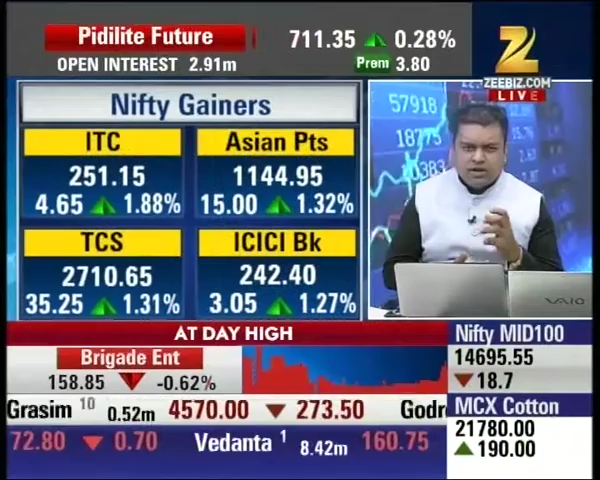 Pidilite Future
711.35 0.28%
OPEN INTEREST 2.91m
Prem 3.80
ZEEBIZ.COM
LIVE
Nifty Gainers
ITC
251.15
4.65 1.88%
Asian Pts
1144.95
15.00 1.32%
TCS
2710.65
35.25 1.31%
ICICI Bk
242.40
3.05 1.27%
57918
18775
20383
VAIO
AT DAY HIGH
Brigade Ent
158.85 -0.62%
Nifty MID100
14695.55
18.7
Grasim 10 0.52m 4570.00 273.50 Godr
MCX Cotton
21780.00
190.00
72.80 0.70 Vedanta 1 8.42m 160.75